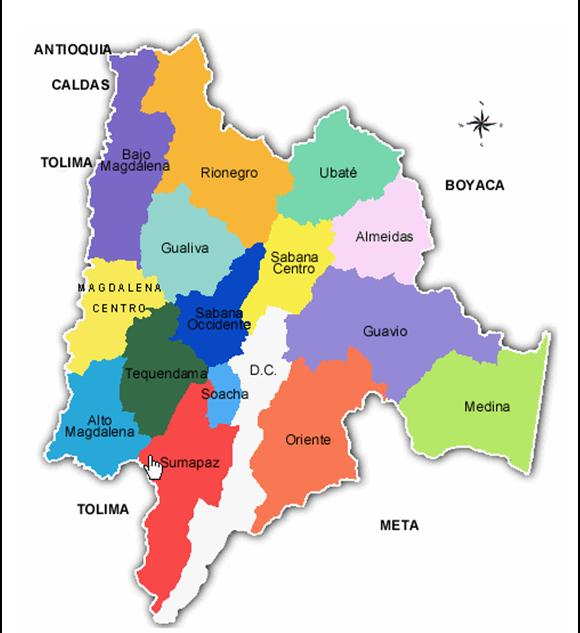 ANTIOQUIA
CALDAS
TOLIMA
Bajo
Magdalena
Rionegro
Ubaté
BOYACA
Almeidas
Gualiva
Sabana
Centro
MAGDALENA
CENTRO
Sabana
Occidente
Guavio
D.C.
Tequendama
Soacha
Medina
Alto
Magdalena
Oriente
Sumapaz
TOLIMA
META